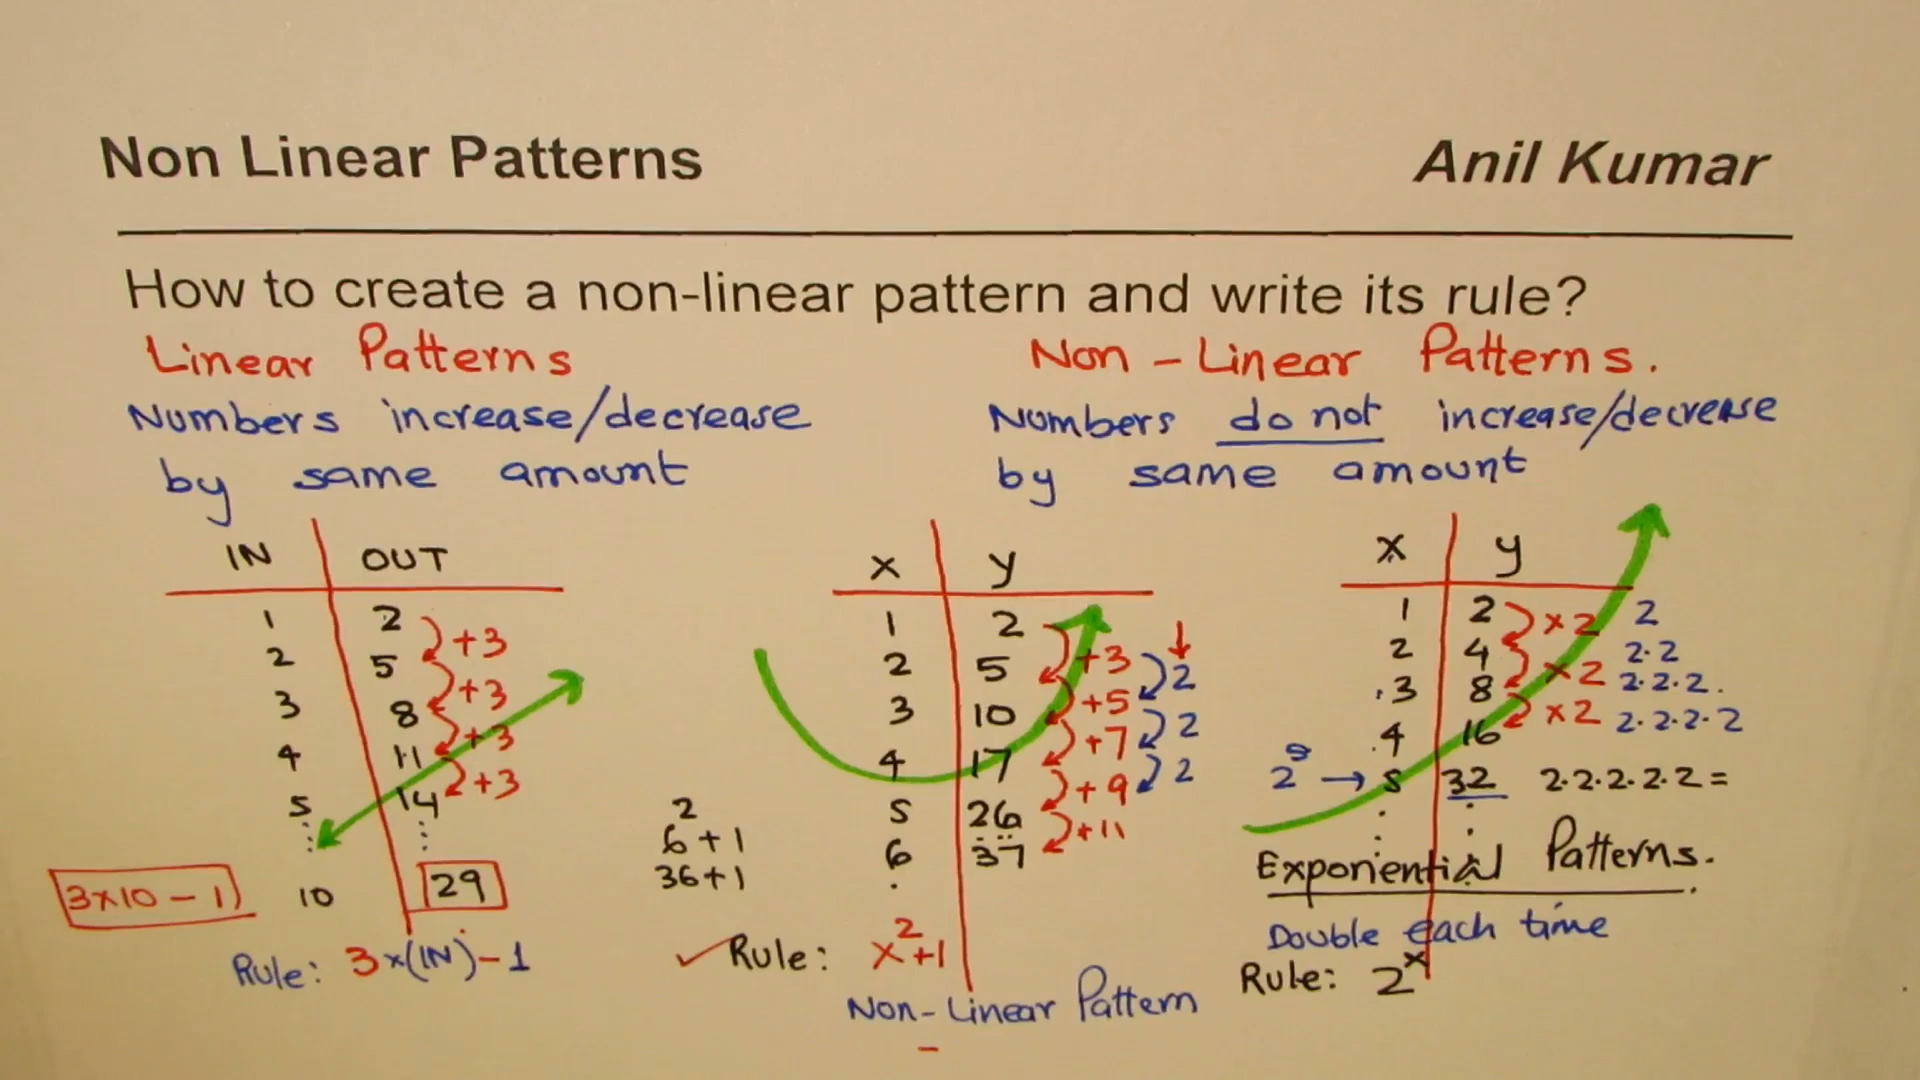 Non Linear Patterns
Anil Kumar
How to create a non-linear pattern and write its rule?
Linear Patterns
Numbers increase/decrease
by same amount
IN OUT
1 2
2 5
3 8
4 11
5 14
10 29
+3
+3
+3
+3
3x10 - 1
Rule: 3x(IN)-1
Non - Linear Patterns.
Numbers do not increase/decrease
by same amount
x y
1 2
2 5
3 10
4 17
5 26
6 37
+3
+5
+7
+9
+11
2
2
2
6²+1
36+1
Rule: x²+1
Non-Linear Pattern
x y
1 2
2 4
3 8
4 16
5 32
x2
x2
x2
2
2·2
2·2·2.
2·2·2·2
2⁵ → 5
2·2·2·2·2 =
Exponential Patterns.
Double each time
Rule: 2ˣ